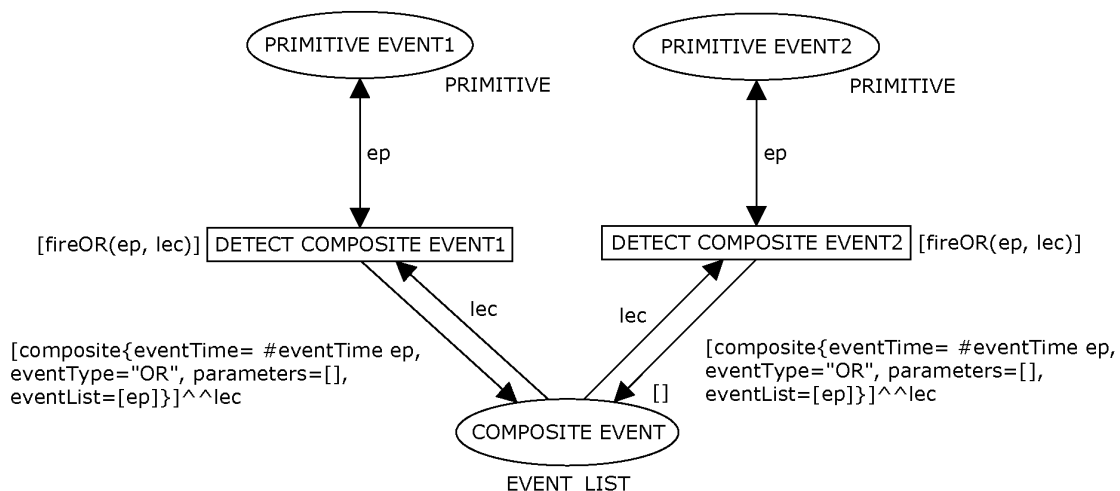 PRIMITIVE EVENT1
PRIMITIVE EVENT2
PRIMITIVE
PRIMITIVE
ep
ep
[fireOR(ep, lec)]
DETECT COMPOSITE EVENT1
DETECT COMPOSITE EVENT2
[fireOR(ep, lec)]
lec
lec
[composite{eventTime= #eventTime ep,
eventType="OR", parameters=[],
eventList=[ep]}]^^lec
[composite{eventTime= #eventTime ep,
eventType="OR", parameters=[],
eventList=[ep]}]^^lec
[]
COMPOSITE EVENT
EVENT LIST